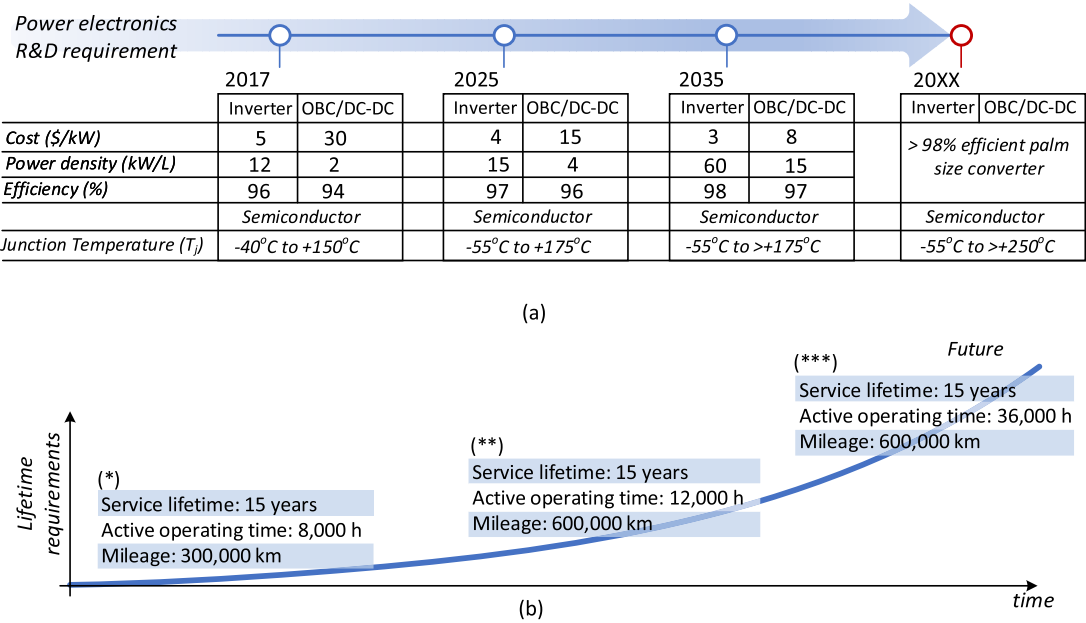 Power electronics
R&D requirement
2017 2025 2035 20XX
Inverter OBC/DC-DC Inverter OBC/DC-DC Inverter OBC/DC-DC Inverter OBC/DC-DC
Cost ($/kW) 5 30 4 15 3 8
Power density (kW/L) 12 2 15 4 60 15
Efficiency (%) 96 94 97 96 98 97
> 98% efficient palm
size converter
Semiconductor Semiconductor Semiconductor Semiconductor
Junction Temperature (Tj) -40°C to +150°C -55°C to +175°C -55°C to >+175°C -55°C to >+250°C
(a)
Future
(***)
Service lifetime: 15 years
Active operating time: 36,000 h
Mileage: 600,000 km
(**)
Service lifetime: 15 years
Active operating time: 12,000 h
Mileage: 600,000 km
(*)
Service lifetime: 15 years
Active operating time: 8,000 h
Mileage: 300,000 km
Lifetime
requirements
time
(b)